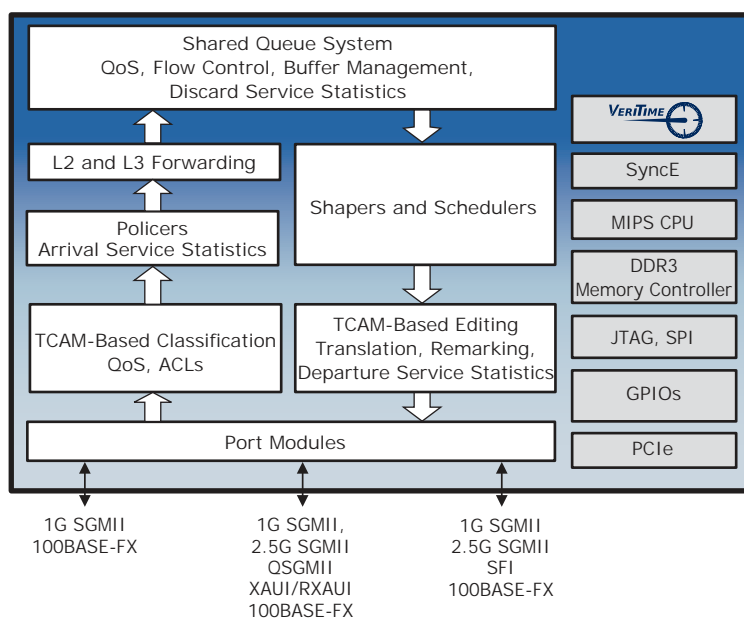 Shared Queue System
QoS, Flow Control, Buffer Management,
Discard Service Statistics
L2 and L3 Forwarding
Policers
Arrival Service Statistics
TCAM-Based Classification
QoS, ACLs
Shapers and Schedulers
TCAM-Based Editing
Translation, Remarking,
Departure Service Statistics
Port Modules
VERITIME
SyncE
MIPS CPU
DDR3
Memory Controller
JTAG, SPI
GPIOs
PCIe
1G SGMII
100BASE-FX
1G SGMII,
2.5G SGMII
QSGMII
XAUI/RXAUI
100BASE-FX
1G SGMII
2.5G SGMII
SFI
100BASE-FX